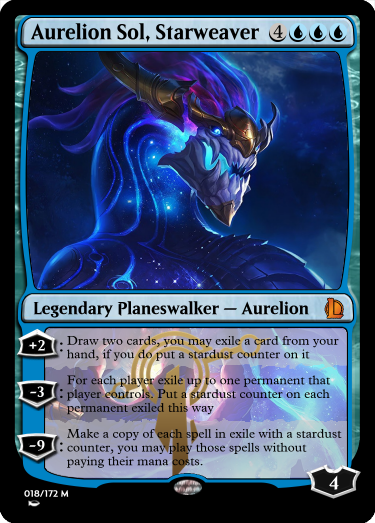 Aurelion Sol, Starweaver 4
Legendary Planeswalker — Aurelion
+2 : Draw two cards, you may exile a card from your
hand, if you do put a stardust counter on it
-3 : For each player exile up to one permanent that
player controls. Put a stardust counter on each
permanent exiled this way
-9 : Make a copy of each spell in exile with a stardust
counter, you may play those spells without
paying their mana costs.
4
018/172 M